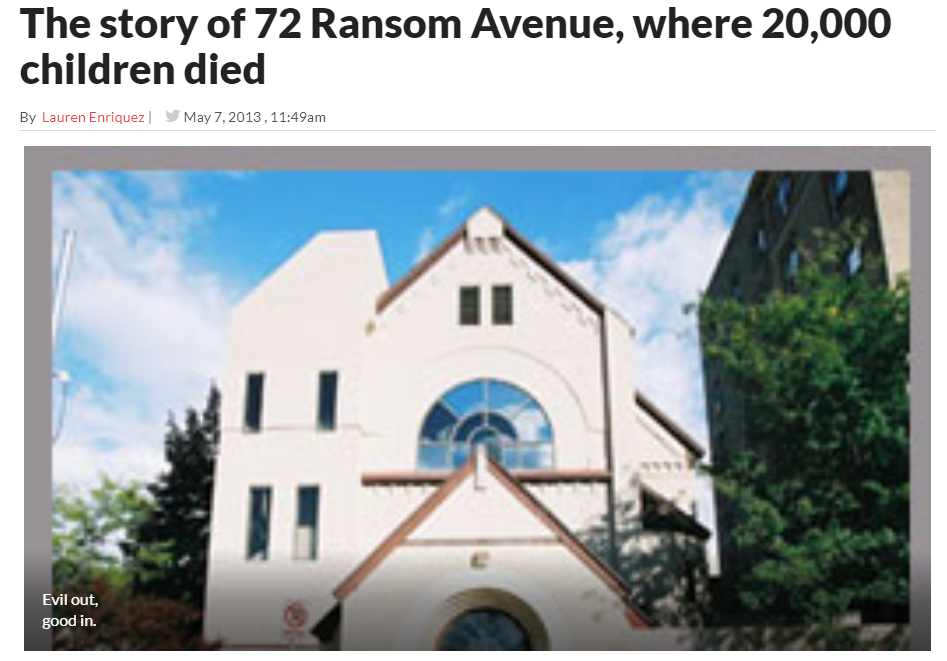 The story of 72 Ransom Avenue, where 20,000
children died
By Lauren Enriquez | May 7, 2013 , 11:49am
Evil out,
good in.